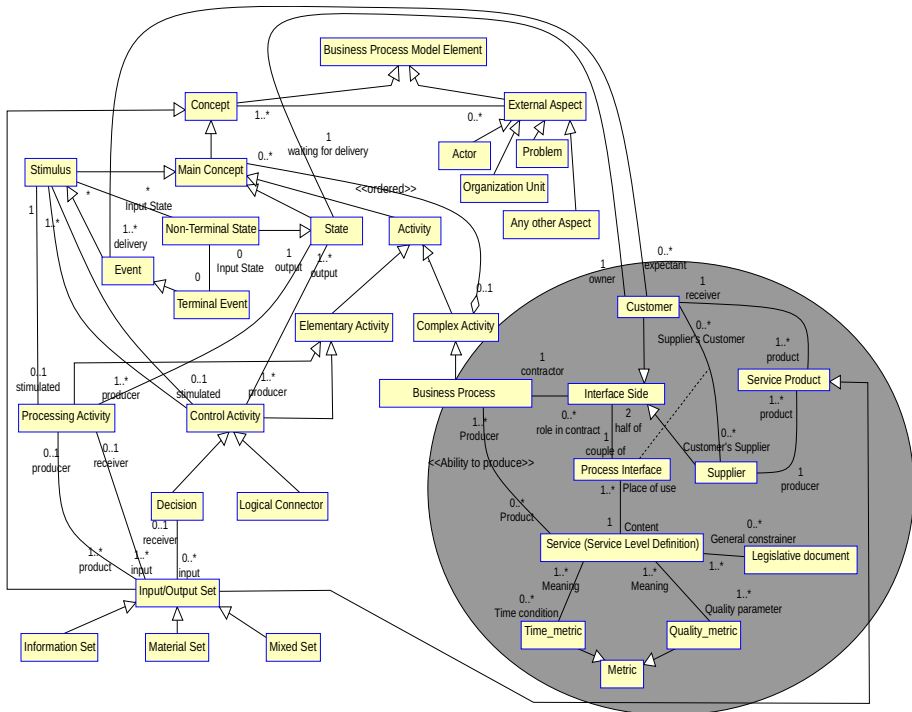 Business Process Model Element
Concept
1..*
External Aspect
0..*
Actor
Problem
Organization Unit
Any other Aspect
1
waiting for delivery
0..*
<<ordered>>
Stimulus
Main Concept
*
*
Input State
1
1..*
Non-Terminal State
State
Activity
1..*
delivery
0
Input State
1
output
1..*
output
Event
0
Terminal Event
0..1
1
owner
0..*
expectant
1
receiver
Customer
0..*
Supplier's Customer
Elementary Activity
Complex Activity
1..*
product
0..1
stimulated
1..*
producer
0..1
stimulated
1..*
producer
1
contractor
Business Process
Interface Side
Service Product
Processing Activity
Control Activity
1..*
Producer
0..*
role in contract
2
half of
1..*
product
0..*
Customer's Supplier
1
couple of
0..1
producer
0..1
receiver
<<Ability to produce>>
Process Interface
Supplier
1
producer
1..*
Place of use
Decision
Logical Connector
0..*
Product
1
Content
0..1
receiver
0..*
General constrainer
Service (Service Level Definition)
Legislative document
1..*
1..*
product
1..*
input
0..*
input
1..*
Meaning
1..*
Meaning
Input/Output Set
0..*
Time condition
1..*
Quality parameter
Time_metric
Quality_metric
Information Set
Material Set
Mixed Set
Metric